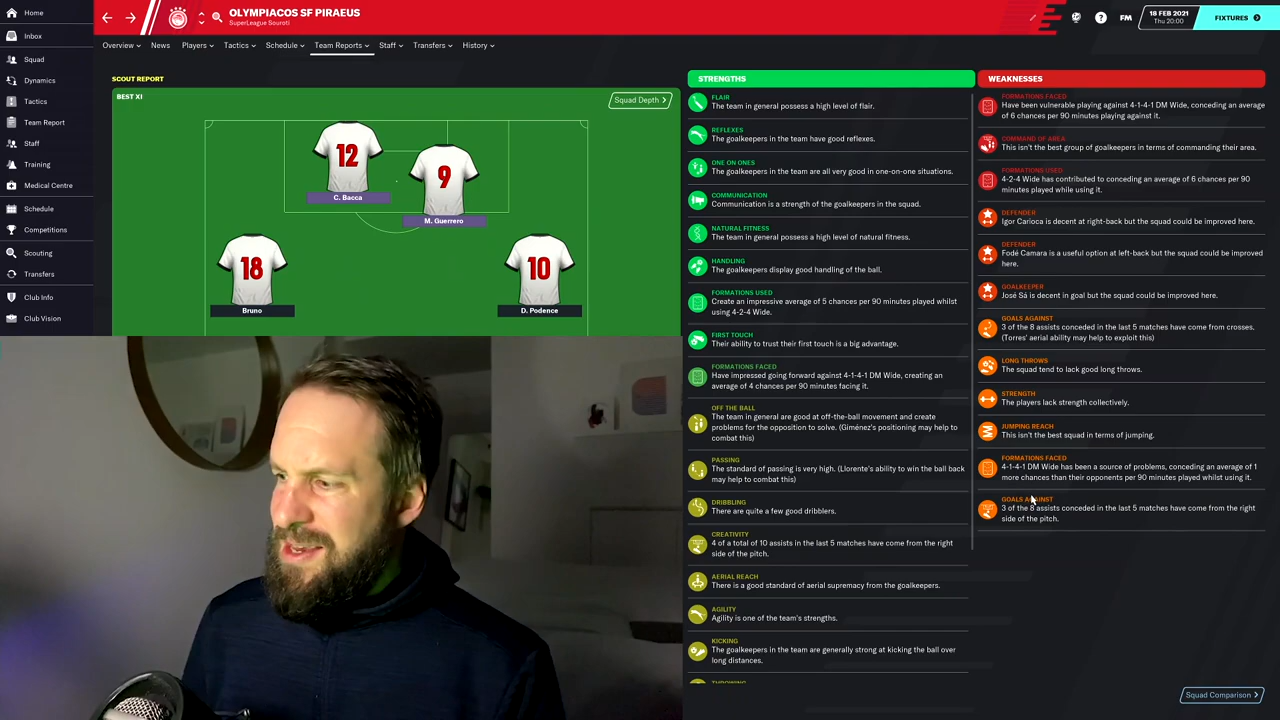 Home
Inbox
Squad
Dynamics
Tactics
Team Report
Staff
Training
Medical Centre
Schedule
Competitions
Scouting
Transfers
Club Info
Club Vision
OLYMPIACOS SF PIRAEUS
SuperLeague Souroti
FM
18 FEB 2021
Thu 20:00
FIXTURES
Overview
News
Players
Tactics
Schedule
Team Reports
Staff
Transfers
History
SCOUT REPORT
BEST XI
Squad Depth
12
C. Bacca
9
M. Guerrero
18
Bruno
10
D. Podence
STRENGTHS
FLAIR
The team in general possess a high level of flair.
REFLEXES
The goalkeepers in the team have good reflexes.
ONE ON ONES
The goalkeepers in the team are all very good in one-on-one situations.
COMMUNICATION
Communication is a strength of the goalkeepers in the squad.
NATURAL FITNESS
The team in general possess a high level of natural fitness.
HANDLING
The goalkeepers display good handling of the ball.
FORMATIONS USED
Create an impressive average of 5 chances per 90 minutes played whilst
using 4-2-4 Wide.
FIRST TOUCH
Their ability to trust their first touch is a big advantage.
FORMATIONS FACED
Have impressed going forward against 4-1-4-1 DM Wide, creating an
average of 4 chances per 90 minutes facing it.
OFF THE BALL
The team in general are good at off-the-ball movement and create
problems for the opposition to solve. (Giménez's positioning may help to
combat this)
PASSING
The standard of passing is very high. (Llorente's ability to win the ball back
may help to combat this)
DRIBBLING
There are quite a few good dribblers.
CREATIVITY
4 of a total of 10 assists in the last 5 matches have come from the right
side of the pitch.
AERIAL REACH
There is a good standard of aerial supremacy from the goalkeepers.
AGILITY
Agility is one of the team's strengths.
KICKING
The goalkeepers in the team are generally strong at kicking the ball over
long distances.
THROWING
WEAKNESSES
FORMATIONS FACED
Have been vulnerable playing against 4-1-4-1 DM Wide, conceding an average
of 6 chances per 90 minutes playing against it.
COMMAND OF AREA
This isn't the best group of goalkeepers in terms of commanding their area.
FORMATIONS USED
4-2-4 Wide has contributed to conceding an average of 6 chances per 90
minutes played while using it.
DEFENDER
Igor Carioca is decent at right-back but the squad could be improved here.
DEFENDER
Fodé Camara is a useful option at left-back but the squad could be improved
here.
GOALKEEPER
José Sá is decent in goal but the squad could be improved here.
GOALS AGAINST
3 of the 8 assists conceded in the last 5 matches have come from crosses.
(Torres' aerial ability may help to exploit this)
LONG THROWS
The squad tend to lack good long throws.
STRENGTH
The players lack strength collectively.
JUMPING REACH
This isn't the best squad in terms of jumping.
FORMATIONS FACED
4-1-4-1 DM Wide has been a source of problems, conceding an average of 1
more chances than their opponents per 90 minutes played whilst using it.
GOALS AGAINST
3 of the 8 assists conceded in the last 5 matches have come from the right
side of the pitch.
Squad Comparison